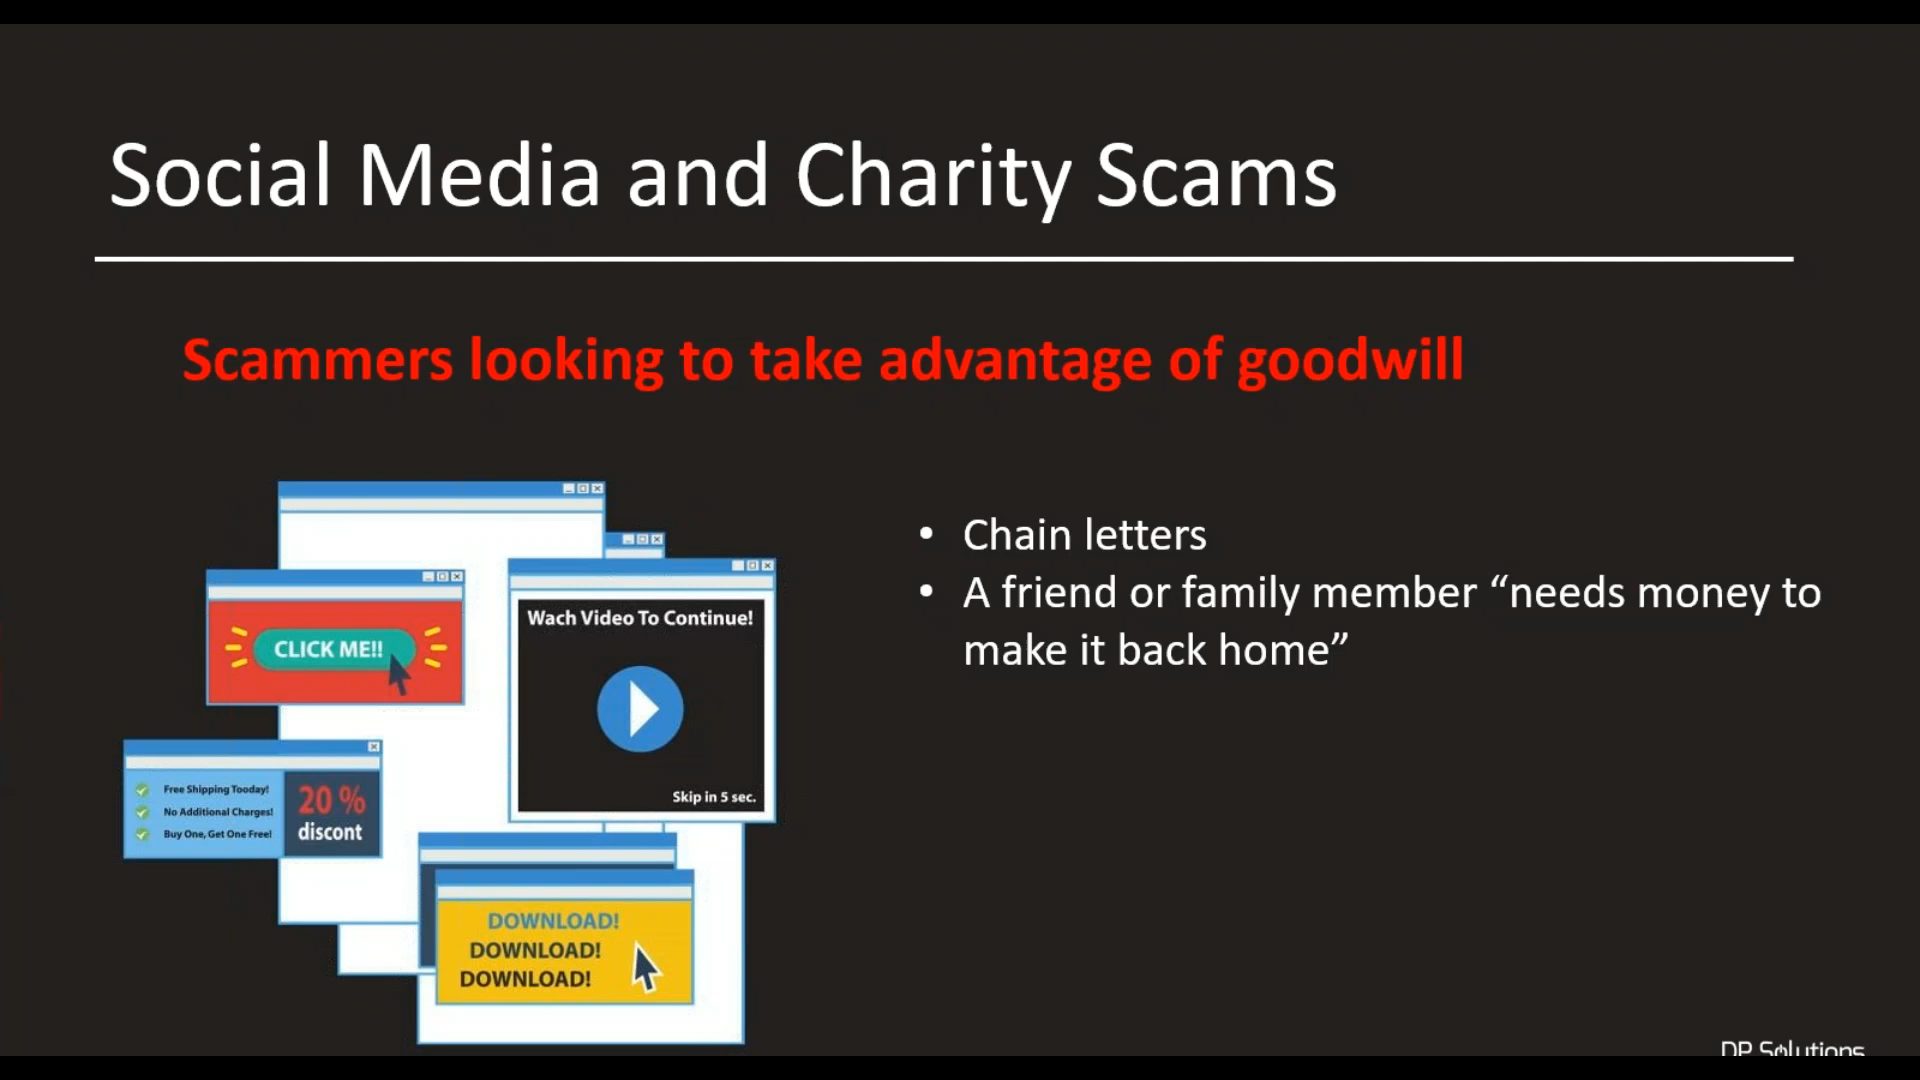 Social Media and Charity Scams
Scammers looking to take advantage of goodwill
• Chain letters
• A friend or family member “needs money to
make it back home”
CLICK ME!!
Wach Video To Continue!
Skip in 5 sec.
Free Shipping Tooday!
No Additional Charges!
Buy One, Get One Free!
20 %
discont
DOWNLOAD!
DOWNLOAD!
DOWNLOAD!
DP Solutions